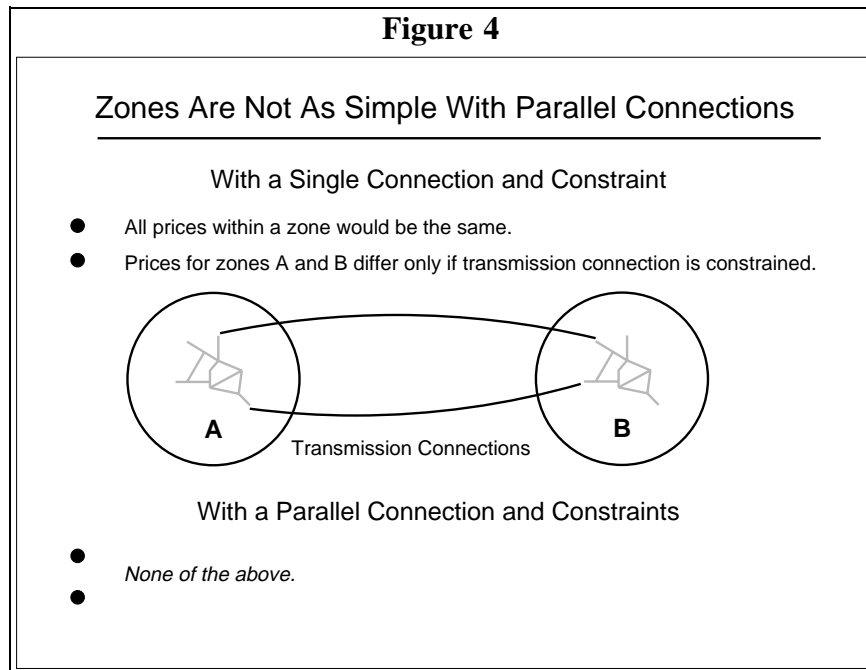 Figure 4
Zones Are Not As Simple With Parallel Connections
With a Single Connection and Constraint
● All prices within a zone would be the same.
● Prices for zones A and B differ only if transmission connection is constrained.
A
B
Transmission Connections
With a Parallel Connection and Constraints
●
None of the above.
●